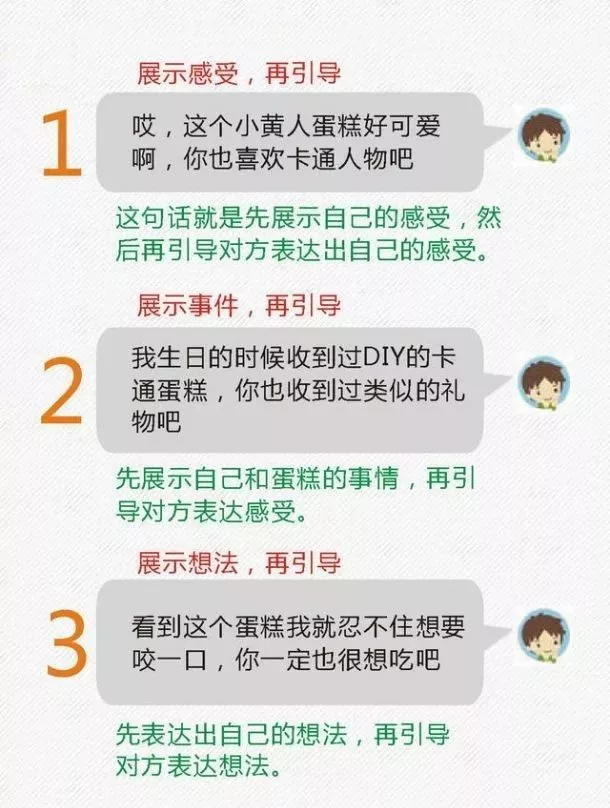 展示感受，再引导
1
哎，这个小黄人蛋糕好可爱
啊，你也喜欢卡通人物吧
这句话就是先展示自己的感受，然
后再引导对方表达出自己的感受。
展示事件，再引导
2
我生日的时候收到过DIY的卡
通蛋糕，你也收到过类似的礼
物吧
先展示自己和蛋糕的事情，再引
导对方表达感受。
展示想法，再引导
3
看到这个蛋糕我就忍不住想要
咬一口，你一定也很想吃吧
先表达出自己的想法，再引导
对方表达想法。